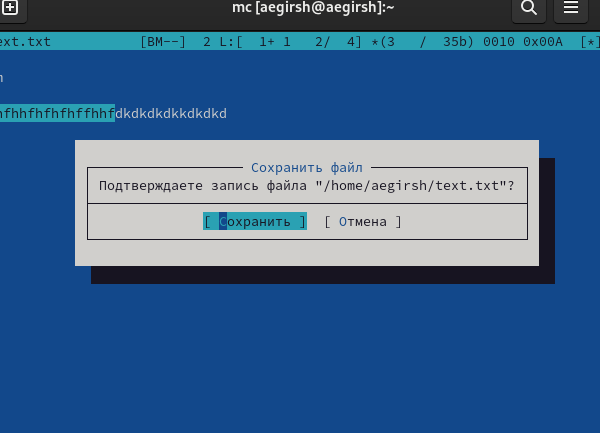 mc [aegirsh@aegirsh]:~
ext.txt [BM--] 2 L:[ 1+ 1 2/ 4] *(3 / 35b) 0010 0x00A [*]
hfhhfhfhfhffhhfdkdkdkdkkdkdkd
Сохранить файл
Подтверждаете запись файла "/home/aegirsh/text.txt"?
[ Сохранить ] [ Отмена ]